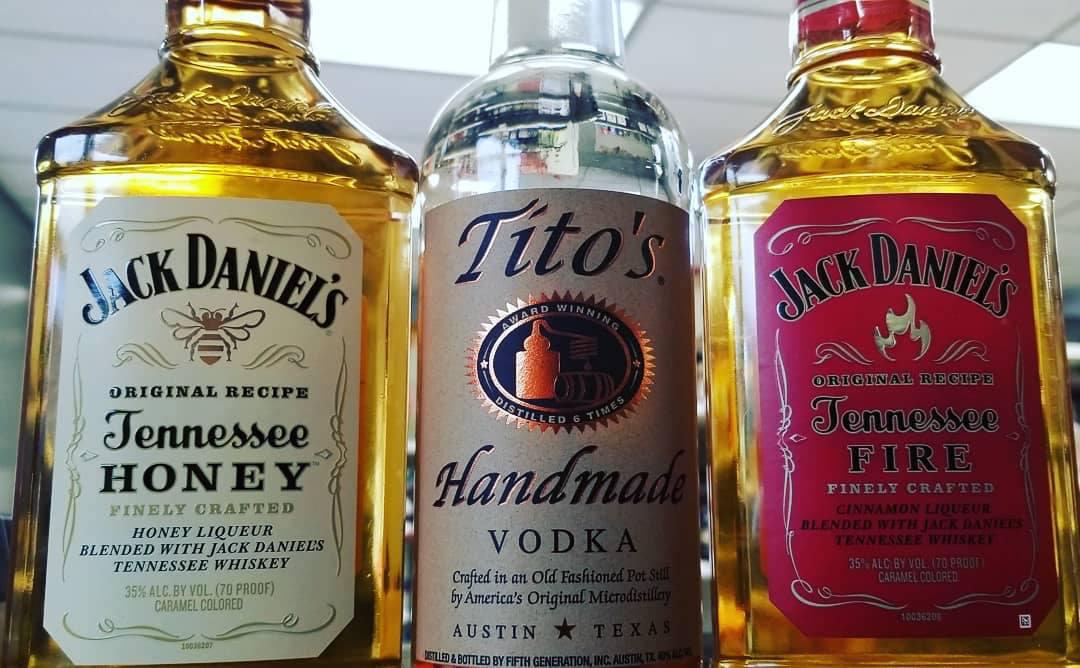 Jack Daniel
JACK DANIEL'S
ORIGINAL RECIPE
Tennessee
HONEY™
FINELY CRAFTED
HONEY LIQUEUR
BLENDED WITH JACK DANIEL'S
TENNESSEE WHISKEY
35% ALC. BY VOL. (70 PROOF)
CARAMEL COLORED
10036207
Tito's®
AWARD WINNING
DISTILLED 6 TIMES
Handmade
VODKA
Crafted in an Old Fashioned Pot Still
by America's Original Microdistillery
AUSTIN ★ TEXAS
DISTILLED & BOTTLED BY FIFTH GENERATION, INC. AUSTIN, TX. 40% ALC./VOL.
Jack Daniel
JACK DANIEL'S
ORIGINAL RECIPE
Tennessee
FIRE
FINELY CRAFTED
CINNAMON LIQUEUR
BLENDED WITH JACK DANIEL'S
TENNESSEE WHISKEY
35% ALC. BY VOL. (70 PROOF)
CARAMEL COLORED
10036206